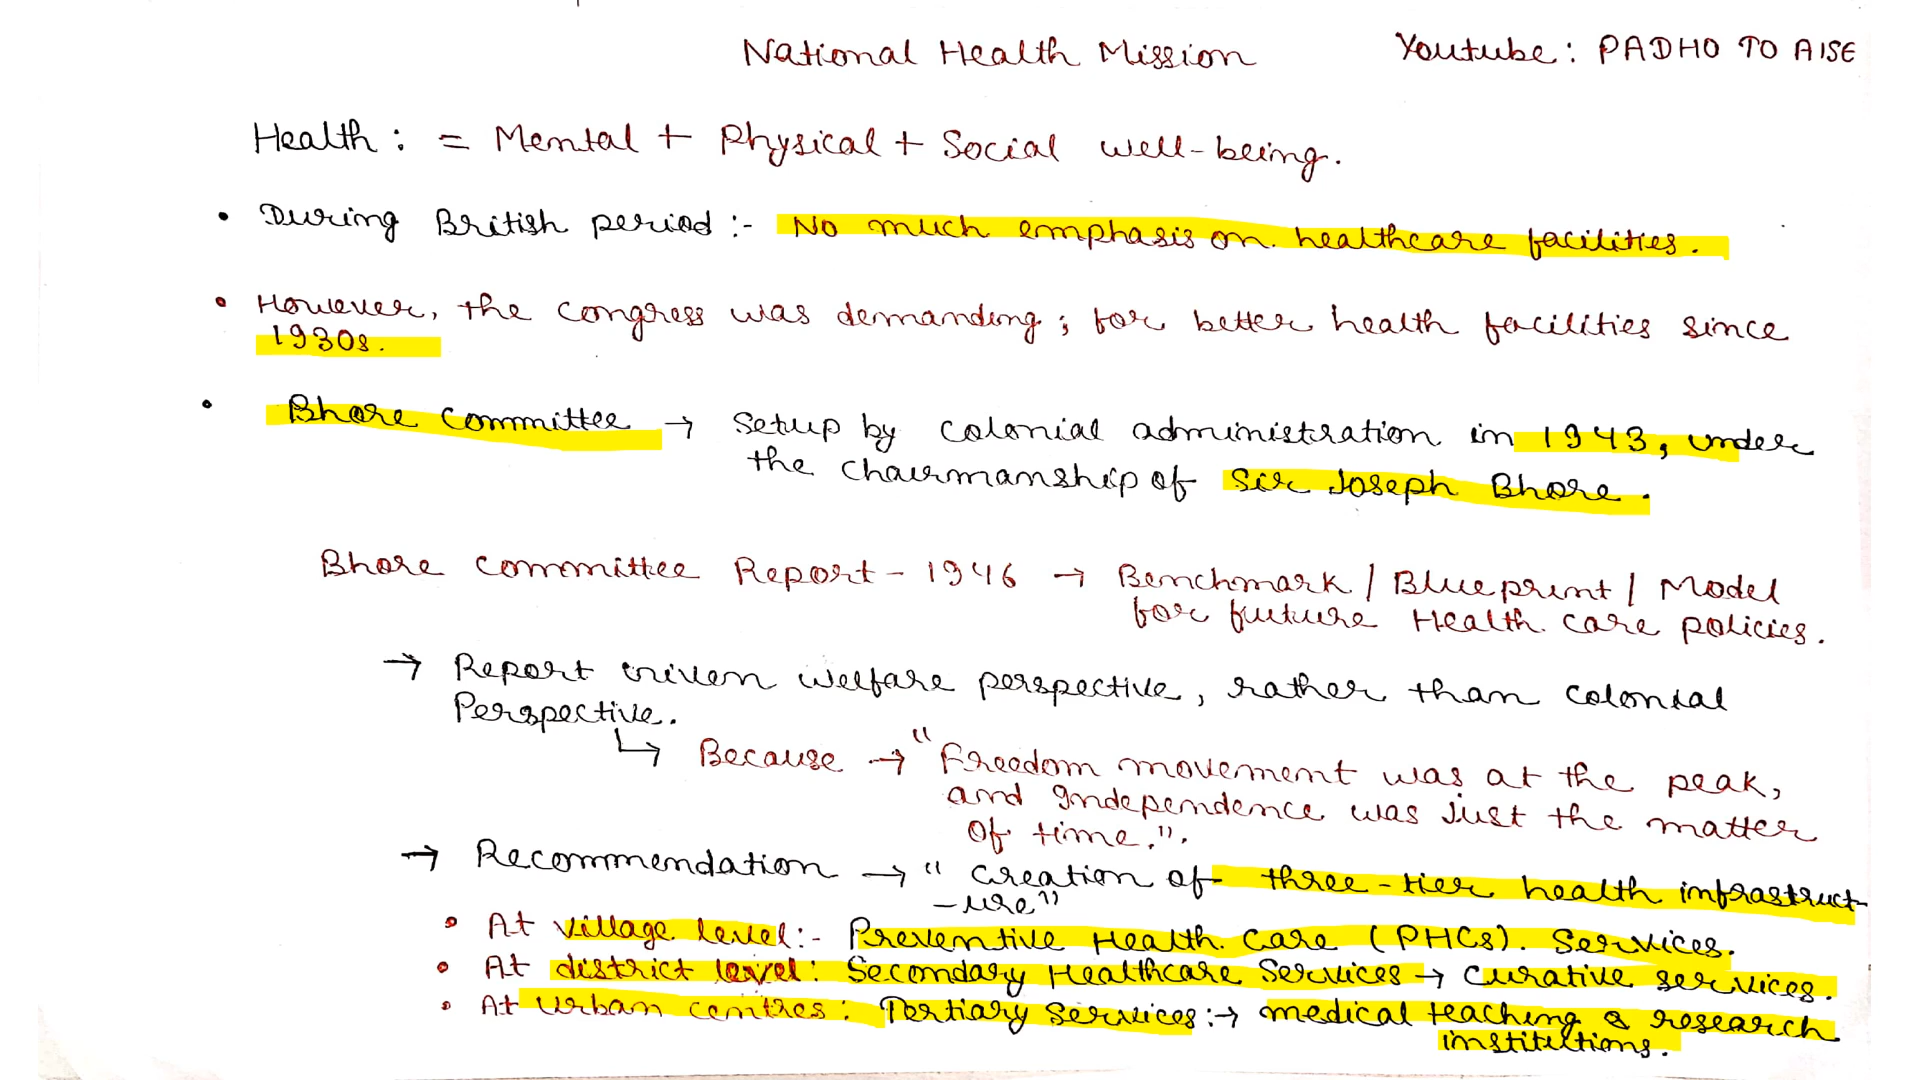 National Health Mission
Youtube: PADHO TO AISE
Health: = Mental + Physical + Social well-being.
• During British period :- No much emphasis on healthcare facilities.
• However, the congress was demanding; for better health facilities since
1930s.
• Bhore Committee → Setup by colonial administration in 1943, under
the chairmanship of Sir Joseph Bhore.
Bhore committee Report - 1946 → Benchmark / Blueprint / Model
for future Health care policies.
→ Report driven welfare perspective, rather than colonial
Perspective.
↳ Because → "Freedom movement was at the peak,
and Independence was just the matter
of time.".
→ Recommendation → "Creation of three-tier health infrastruct-
-ure"
• At village level:- Preventive Health Care (PHCs). Services.
• At district level: Secondary Healthcare Services → Curative services.
• At urban centres: Tertiary Services:→ medical teaching & research
institutions.